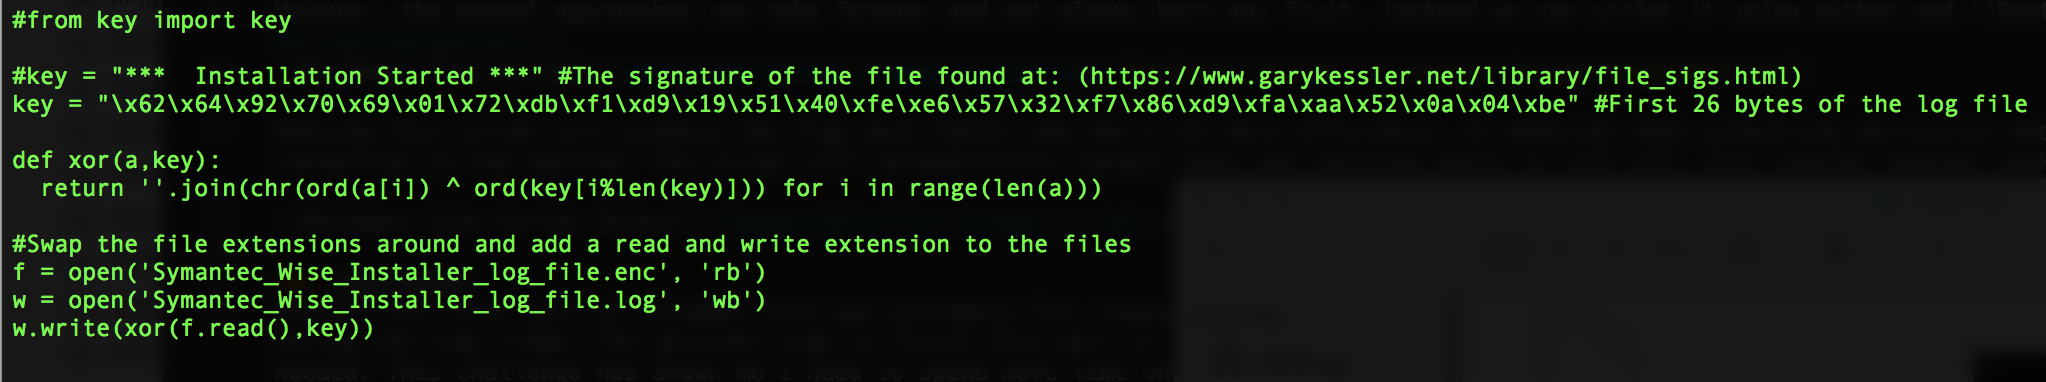 #from key import key
#key = "***  Installation Started ***" #The signature of the file found at: (https://www.garykessler.net/library/file_sigs.html)
key = "\x62\x64\x92\x70\x69\x01\x72\xdb\xf1\xd9\x19\x51\x40\xfe\xe6\x57\x32\xf7\x86\xd9\xfa\xaa\x52\x0a\x04\xbe" #First 26 bytes of the log file
def xor(a,key):
  return ''.join(chr(ord(a[i]) ^ ord(key[i%len(key)])) for i in range(len(a)))
#Swap the file extensions around and add a read and write extension to the files
f = open('Symantec_Wise_Installer_log_file.enc', 'rb')
w = open('Symantec_Wise_Installer_log_file.log', 'wb')
w.write(xor(f.read(),key))